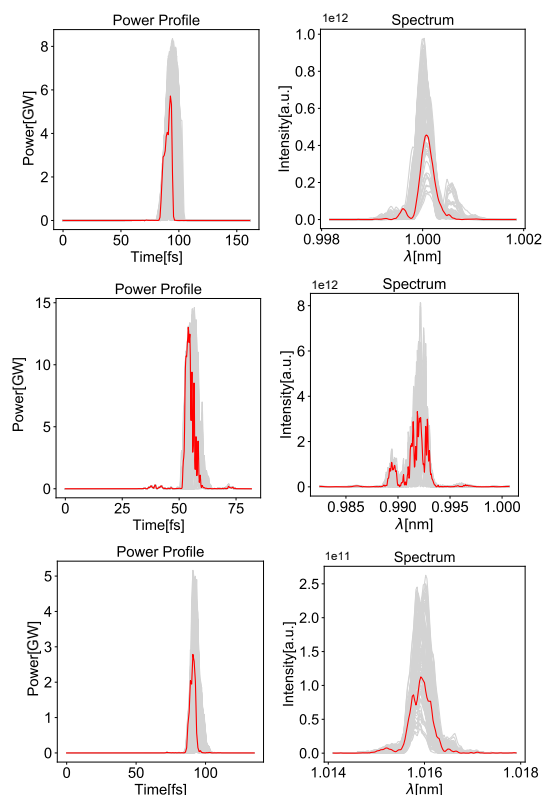 Power Profile
Power[GW]
8
6
4
2
0
0 50 100 150
Time[fs]
Spectrum
1e12
Intensity[a.u.]
1.0
0.8
0.6
0.4
0.2
0.0
0.998 1.000 1.002
λ[nm]
Power Profile
Power[GW]
15
10
5
0
0 25 50 75
Time[fs]
Spectrum
1e12
Intensity[a.u.]
8
6
4
2
0
0.985 0.990 0.995 1.000
λ[nm]
Power Profile
Power[GW]
5
4
3
2
1
0
0 50 100
Time[fs]
Spectrum
1e11
Intensity[a.u.]
2.5
2.0
1.5
1.0
0.5
0.0
1.014 1.016 1.018
λ[nm]